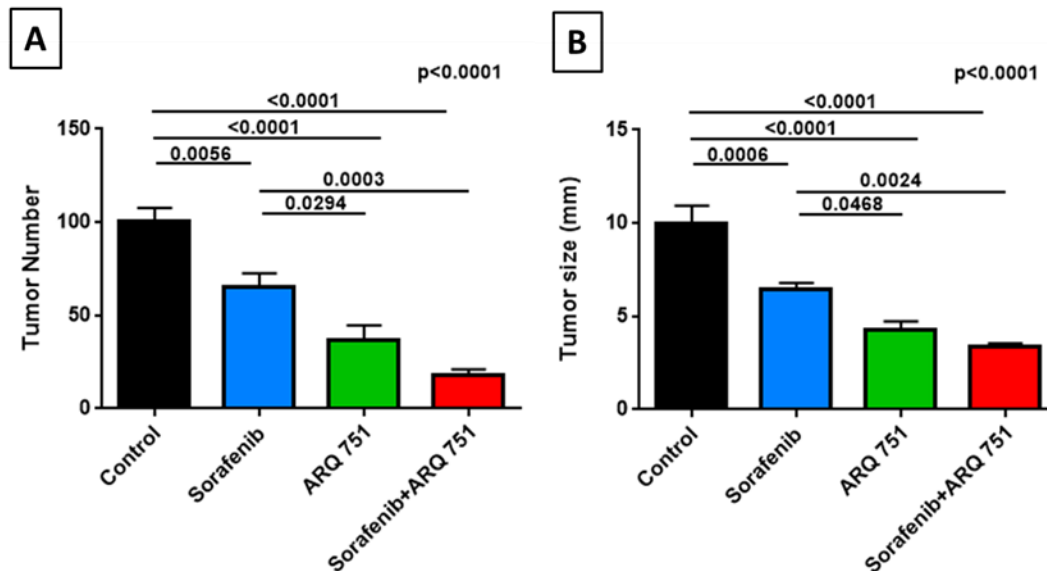 A
p<0.0001
<0.0001
<0.0001
0.0056
0.0003
0.0294
150
100
50
0
Tumor Number
Control
Sorafenib
ARQ 751
Sorafenib+ARQ 751
B
p<0.0001
<0.0001
<0.0001
0.0006
0.0024
0.0468
15
10
5
0
Tumor size (mm)
Control
Sorafenib
ARQ 751
Sorafenib+ARQ 751